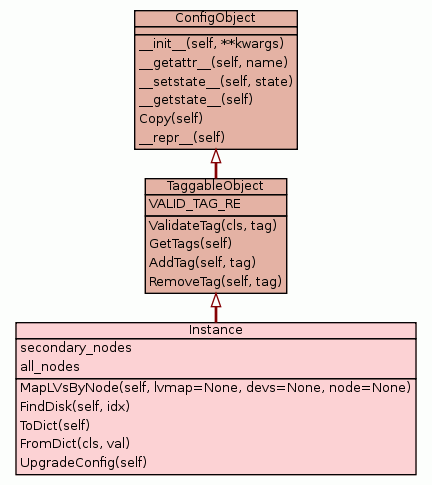 ConfigObject
__init__(self, **kwargs)
__getattr__(self, name)
__setstate__(self, state)
__getstate__(self)
Copy(self)
__repr__(self)
TaggableObject
VALID_TAG_RE
ValidateTag(cls, tag)
GetTags(self)
AddTag(self, tag)
RemoveTag(self, tag)
Instance
secondary_nodes
all_nodes
MapLVsByNode(self, lvmap=None, devs=None, node=None)
FindDisk(self, idx)
ToDict(self)
FromDict(cls, val)
UpgradeConfig(self)